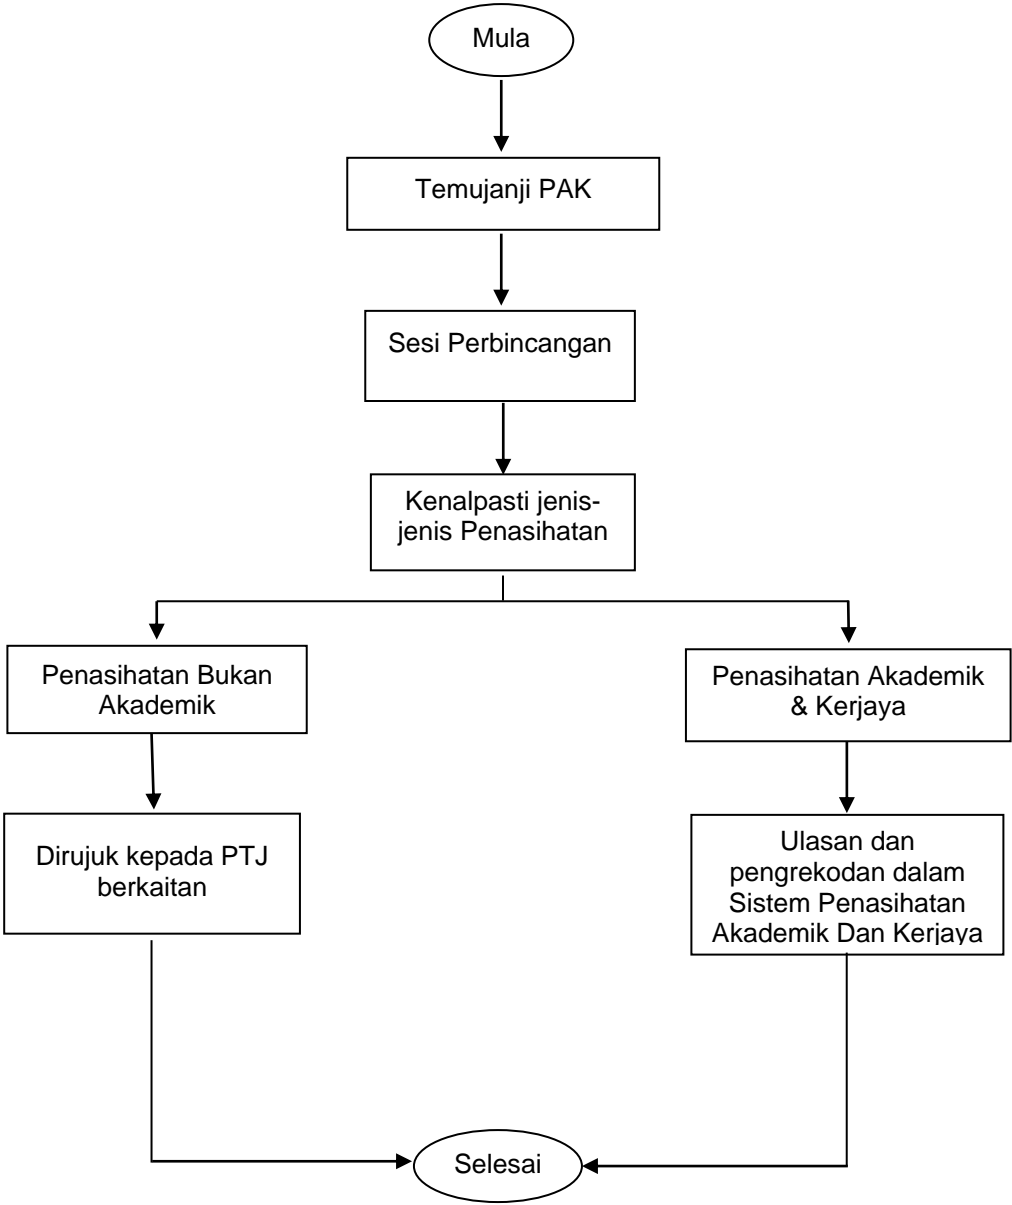 Mula
Temujanji PAK
Sesi Perbincangan
Kenalpasti jenis-
jenis Penasihatan
Penasihatan Bukan
Akademik
Penasihatan Akademik
& Kerjaya
Dirujuk kepada PTJ
berkaitan
Ulasan dan
pengrekodan dalam
Sistem Penasihatan
Akademik Dan Kerjaya
Selesai